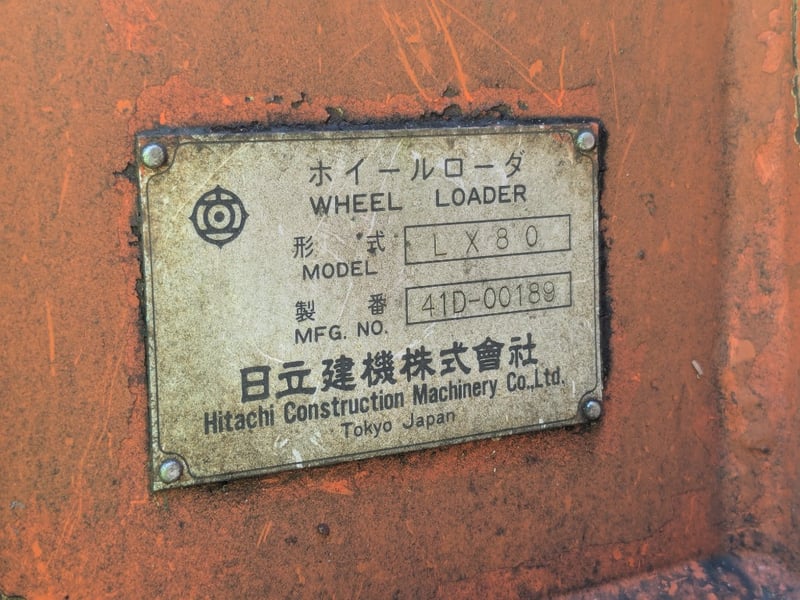 ホイールローダ
WHEEL LOADER
形式 LX80
MODEL
製番 41D-00189
MFG. NO.
日立建機株式會社
Hitachi Construction Machinery Co.,Ltd.
Tokyo Japan